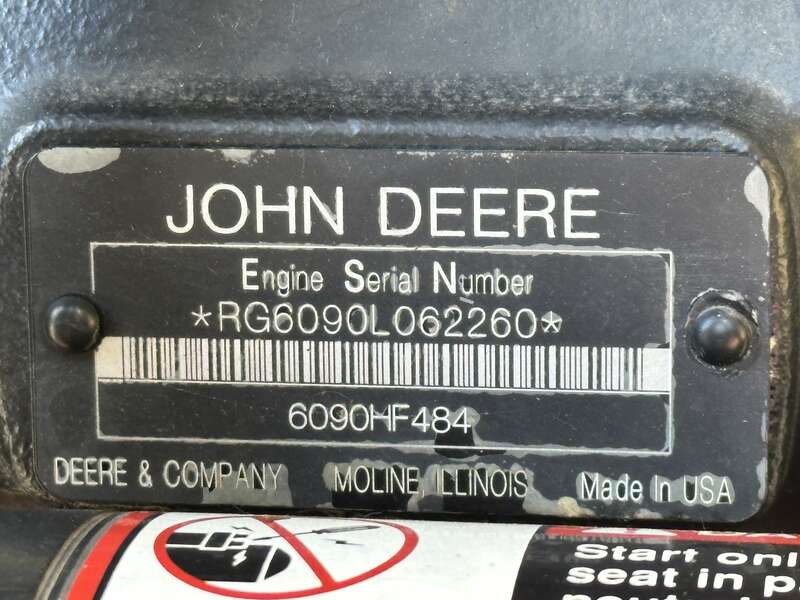 JOHN DEERE
Engine Serial Number
*RG6090L062260*
6090HF484
DEERE & COMPANY MOLINE, ILLINOIS Made In USA
Start onl
seat in p